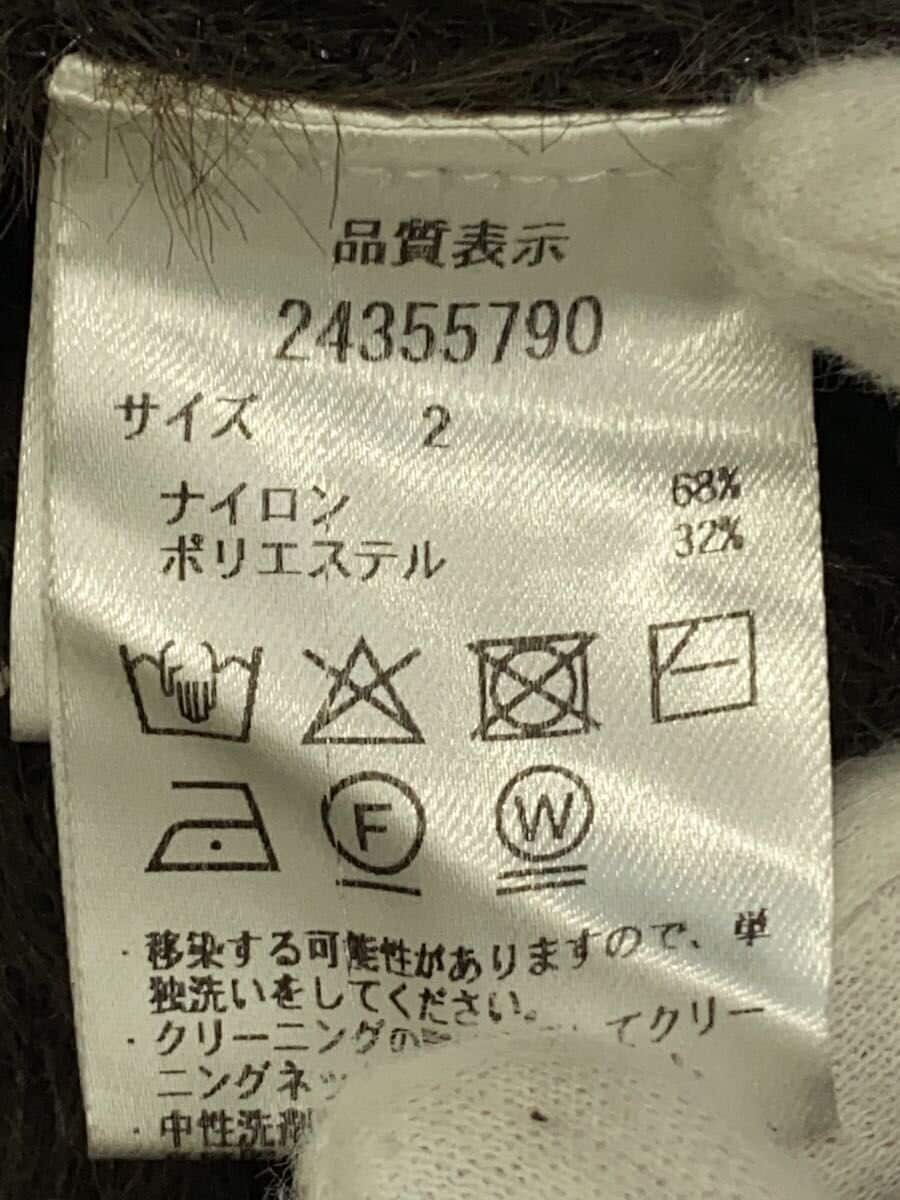 品質表示
24355790
サイズ 2
ナイロン 68%
ポリエステル 32%
F W
・移染する可能性がありますので、単
独洗いをしてください。
・クリーニングの てクリー
ニングネッ
・中性洗剤